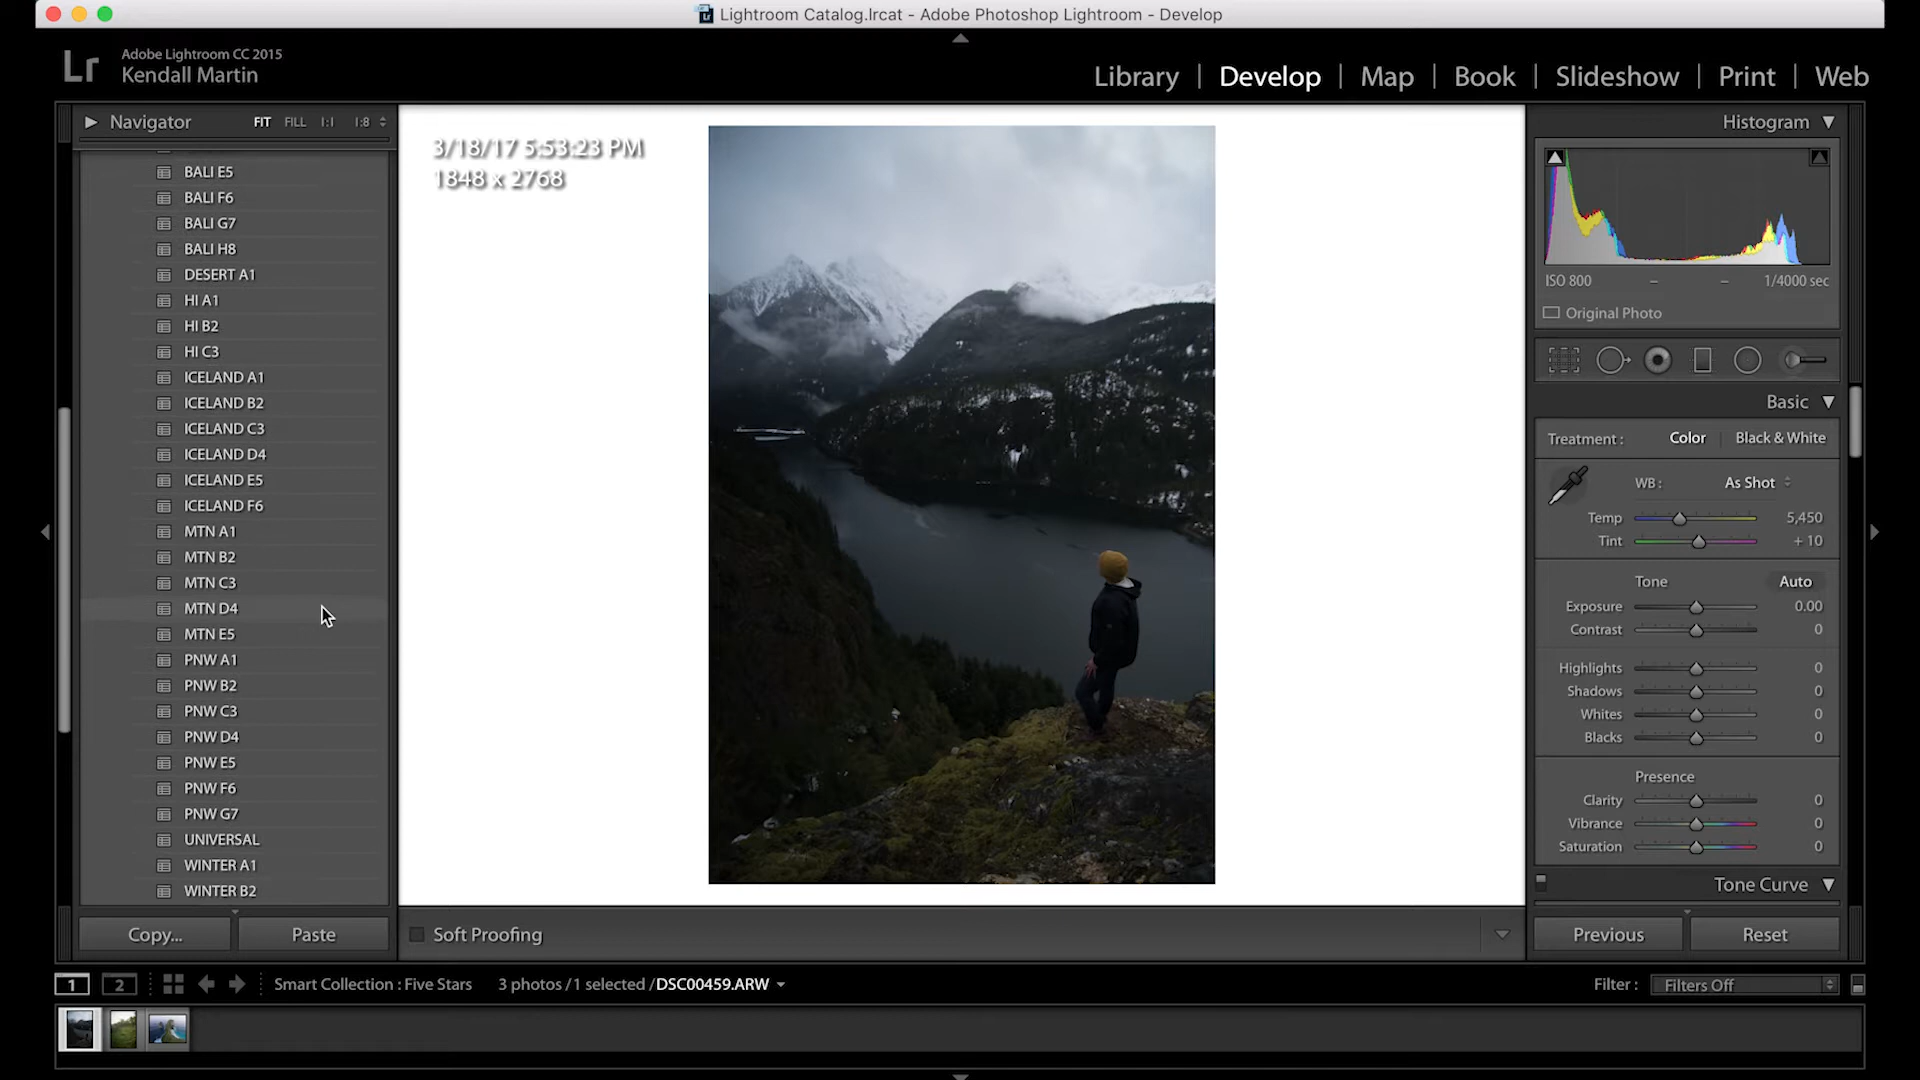 Lightroom Catalog.lrcat - Adobe Photoshop Lightroom - Develop
Lr
Adobe Lightroom CC 2015
Kendall Martin
Library | Develop | Map | Book | Slideshow | Print | Web
Navigator FIT FILL 1:1 1:8
BALI E5
BALI F6
BALI G7
BALI H8
DESERT A1
HI A1
HI B2
HI C3
ICELAND A1
ICELAND B2
ICELAND C3
ICELAND D4
ICELAND E5
ICELAND F6
MTN A1
MTN B2
MTN C3
MTN D4
MTN E5
PNW A1
PNW B2
PNW C3
PNW D4
PNW E5
PNW F6
PNW G7
UNIVERSAL
WINTER A1
WINTER B2
Copy... Paste
3/18/17 5:53:23 PM
1848 x 2768
Soft Proofing
Histogram
ISO 800 – – 1/4000 sec
Original Photo
Basic
Treatment : Color Black & White
WB : As Shot
Temp 5,450
Tint + 10
Tone Auto
Exposure 0.00
Contrast 0
Highlights 0
Shadows 0
Whites 0
Blacks 0
Presence
Clarity 0
Vibrance 0
Saturation 0
Tone Curve
Previous Reset
1 2 Smart Collection : Five Stars 3 photos / 1 selected / DSC00459.ARW Filter : Filters Off